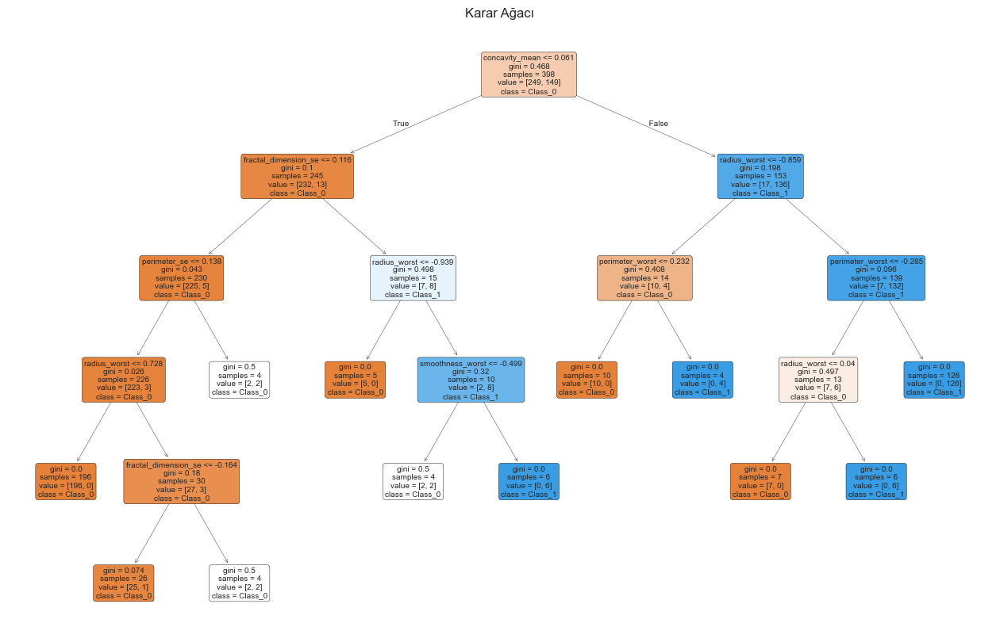 Karar Ağacı
concavity_mean <= 0.061
gini = 0.468
samples = 398
value = [249, 149]
class = Class_0
True
False
fractal_dimension_se <= 0.116
gini = 0.1
samples = 245
value = [232, 13]
class = Class_0
radius_worst <= -0.859
gini = 0.198
samples = 153
value = [17, 136]
class = Class_1
perimeter_se <= 0.138
gini = 0.043
samples = 230
value = [225, 5]
class = Class_0
radius_worst <= -0.939
gini = 0.498
samples = 15
value = [7, 8]
class = Class_1
perimeter_worst <= 0.232
gini = 0.408
samples = 14
value = [10, 4]
class = Class_0
perimeter_worst <= -0.285
gini = 0.096
samples = 139
value = [7, 132]
class = Class_1
radius_worst <= 0.728
gini = 0.026
samples = 226
value = [223, 3]
class = Class_0
gini = 0.5
samples = 4
value = [2, 2]
class = Class_0
gini = 0.0
samples = 5
value = [5, 0]
class = Class_0
smoothness_worst <= -0.499
gini = 0.32
samples = 10
value = [2, 8]
class = Class_1
gini = 0.0
samples = 10
value = [10, 0]
class = Class_0
gini = 0.0
samples = 4
value = [0, 4]
class = Class_1
radius_worst <= 0.04
gini = 0.497
samples = 13
value = [7, 6]
class = Class_0
gini = 0.0
samples = 126
value = [0, 126]
class = Class_1
gini = 0.0
samples = 196
value = [196, 0]
class = Class_0
fractal_dimension_se <= -0.164
gini = 0.18
samples = 30
value = [27, 3]
class = Class_0
gini = 0.5
samples = 4
value = [2, 2]
class = Class_0
gini = 0.0
samples = 6
value = [0, 6]
class = Class_1
gini = 0.0
samples = 7
value = [7, 0]
class = Class_0
gini = 0.0
samples = 6
value = [0, 6]
class = Class_1
gini = 0.074
samples = 26
value = [25, 1]
class = Class_0
gini = 0.5
samples = 4
value = [2, 2]
class = Class_0